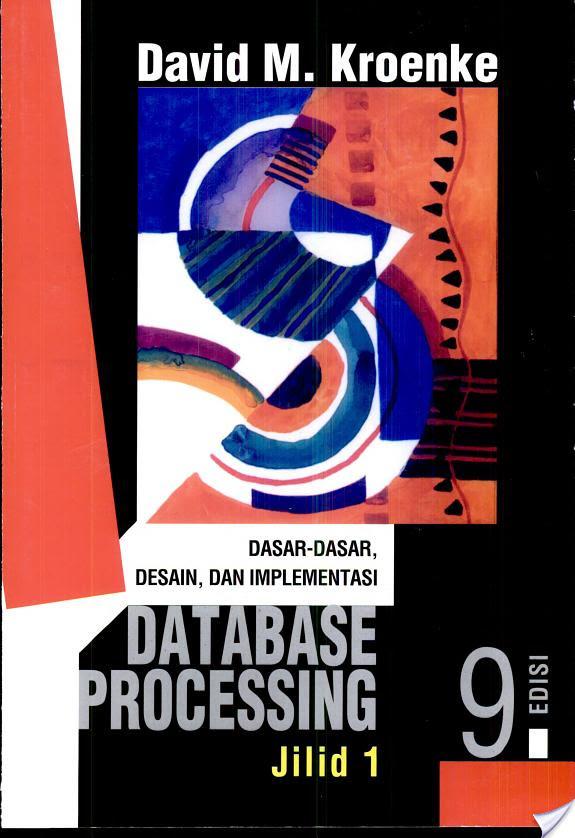 David M. Kroenke
DASAR-DASAR,
DESAIN, DAN IMPLEMENTASI
DATABASE
PROCESSING
Jilid 1
9
EDISI